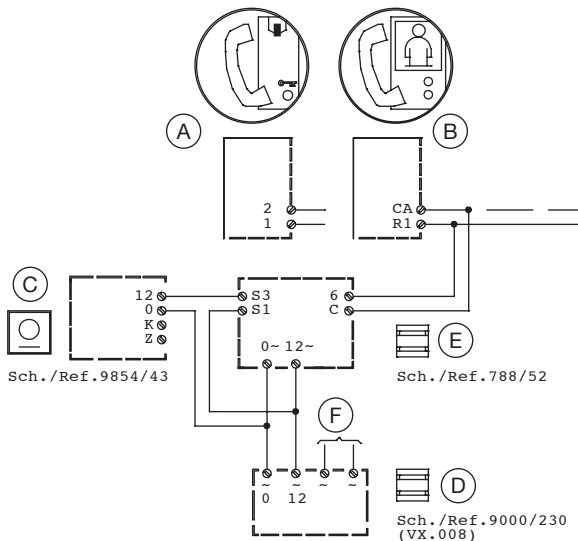 A
B
2
1
CA
R1
C
12
0
K
Z
Sch./Ref.9854/43
S3
S1
6
C
0~ 12~
E
Sch./Ref.788/52
F
~ ~ ~ ~
0 12
D
Sch./Ref.9000/230
(VX.008)